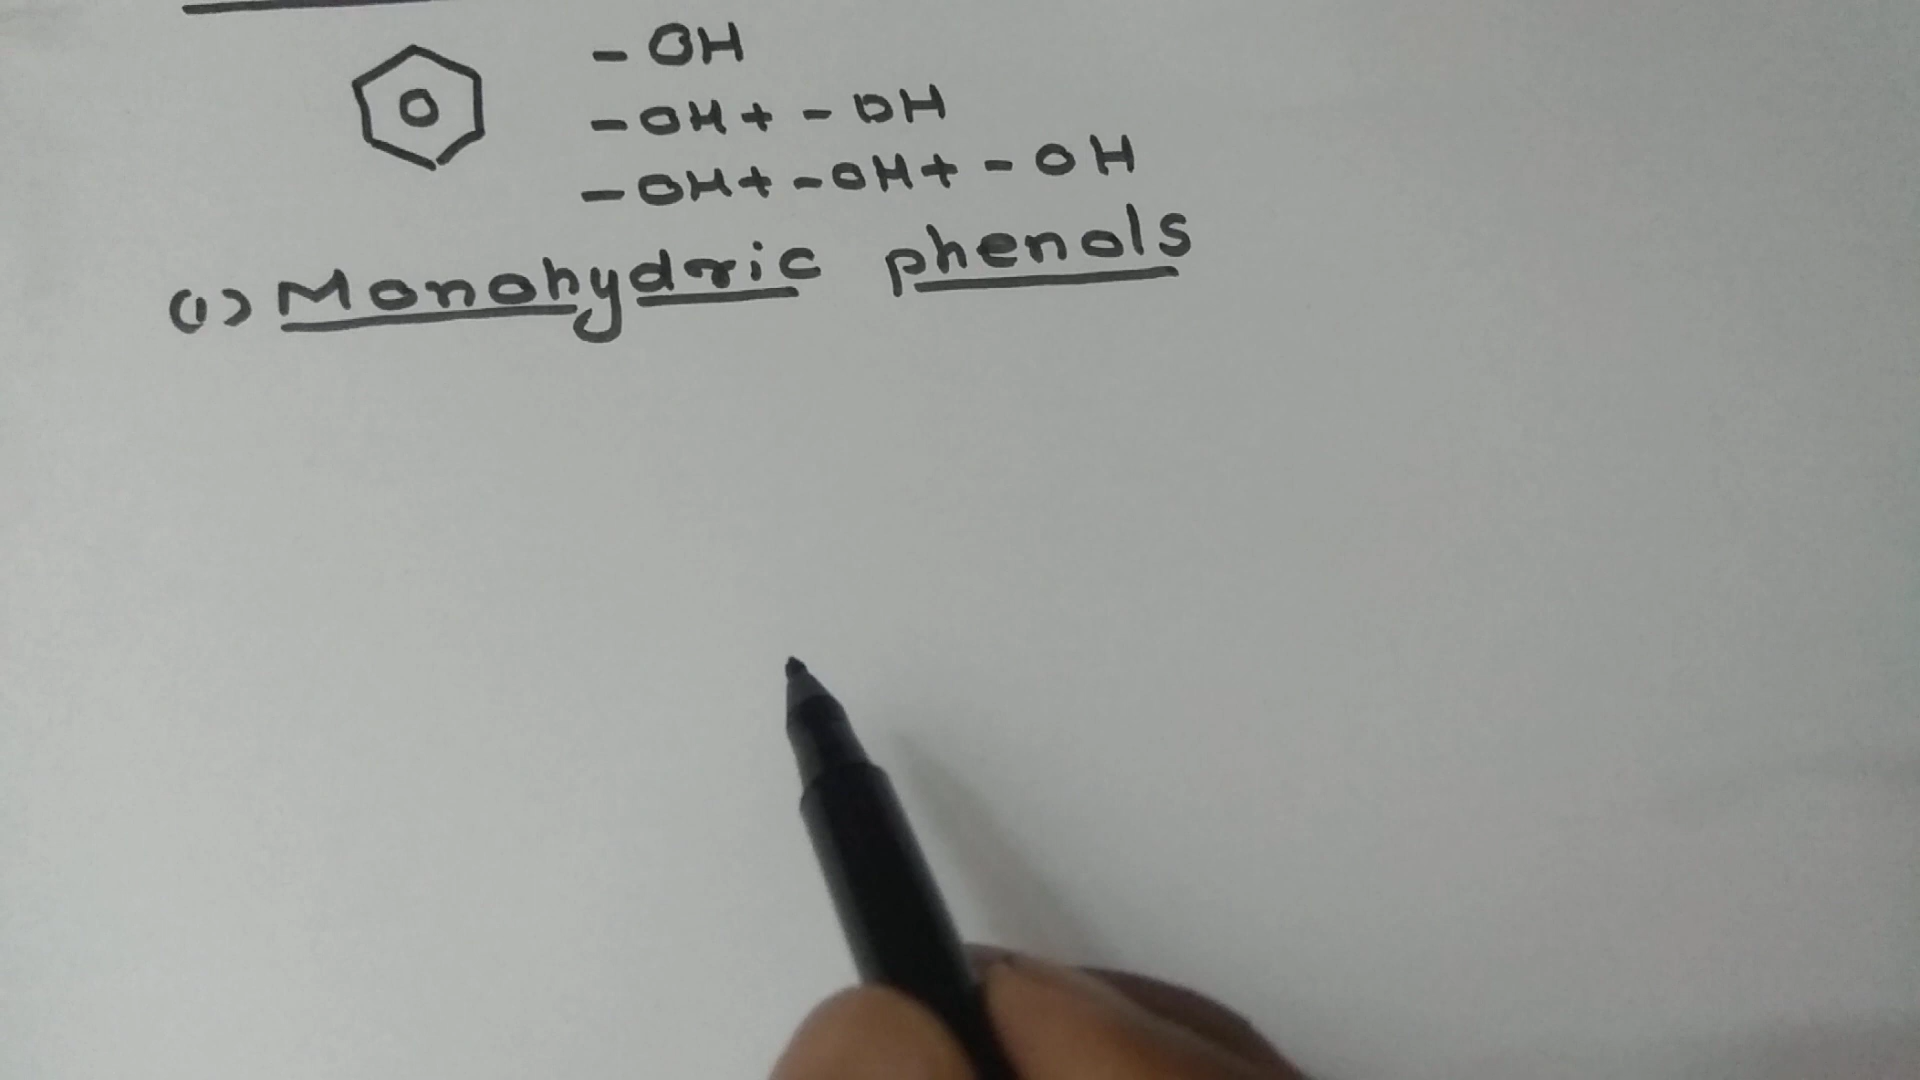 - OH
- OH + - OH
- OH + - OH + - OH
(1) Monohydric phenols